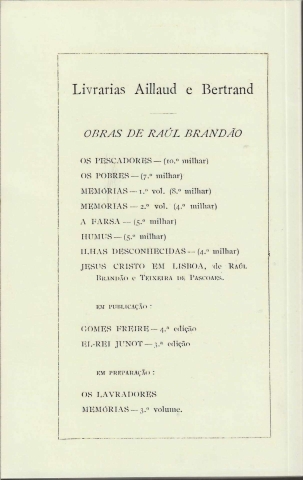 Livrarias Aillaud e Bertrand
OBRAS DE RAÚL BRANDÃO
OS PESCADORES — (10.º milhar)
OS POBRES — (7.º milhar)
MEMÓRIAS — 1.º vol. (8.º milhar)
MEMÓRIAS — 2.º vol. (4.º milhar)
A FARSA — (5.º milhar)
HUMUS — (5.º milhar)
ILHAS DESCONHECIDAS — (4.º milhar)
JESUS CRISTO EM LISBOA, de RAÚL
BRANDÃO e TEIXEIRA DE PASCOAES.
EM PUBLICAÇÃO :
GOMES FREIRE — 4.ª edição
EL-REI JUNOT — 3.ª edição
EM PREPARAÇÃO :
OS LAVRADORES
MEMÓRIAS — 3.º volume.